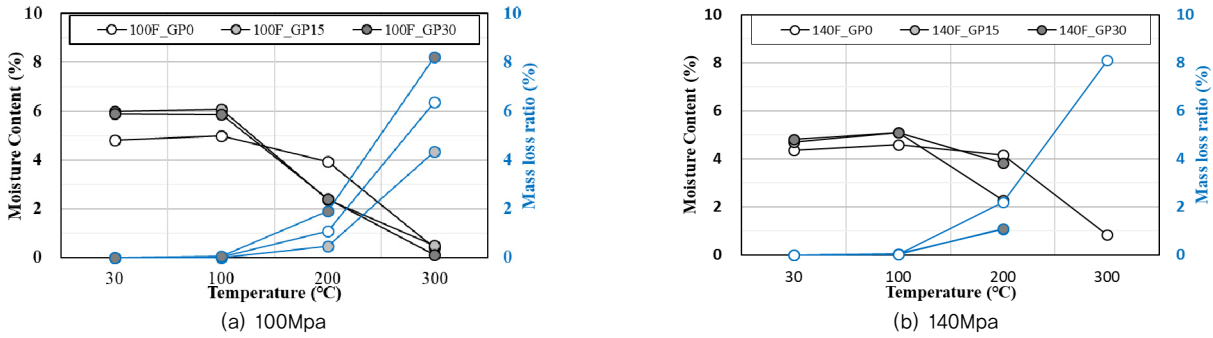 100F_GP0 100F_GP15 100F_GP30
Moisture Content (%)
10
8
6
4
2
0
10
8
6
4
2
0
Mass loss ratio (%)
30 100 200 300
Temperature (℃)
(a) 100Mpa
140F_GP0 140F_GP15 140F_GP30
Moisture Content (%)
10
8
6
4
2
0
10
8
6
4
2
0
Mass loss ratio (%)
30 100 200 300
Temperature (℃)
(b) 140Mpa